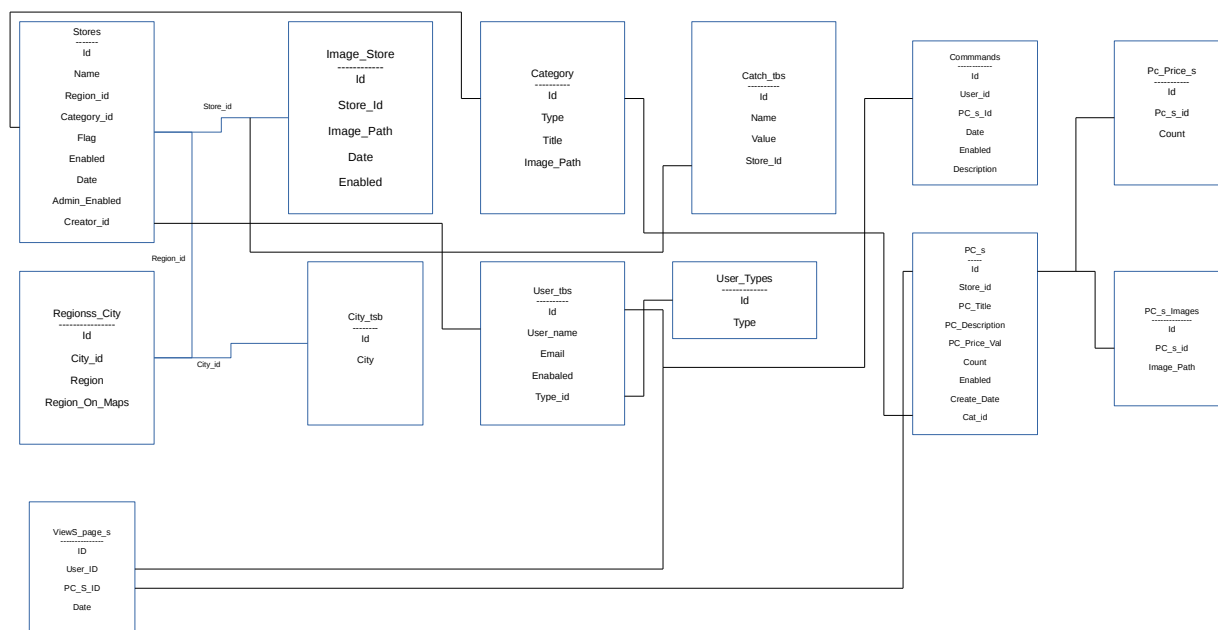 Stores
-------
Id
Name
Region_id
Category_id
Flag
Enabled
Date
Admin_Enabled
Creator_id
Image_Store
------------
Id
Store_Id
Image_Path
Date
Enabled
Category
----------
Id
Type
Title
Image_Path
Catch_tbs
----------
Id
Name
Value
Store_Id
Commmands
------------
Id
User_id
PC_s_Id
Date
Enabled
Description
Pc_Price_s
-----------
Id
Pc_s_id
Count
Store_id
Region_id
Regionss_City
----------------
Id
City_id
Region
Region_On_Maps
City_id
City_tsb
--------
Id
City
User_tbs
----------
Id
User_name
Email
Enabaled
Type_id
User_Types
-------------
Id
Type
PC_s
-----
Id
Store_id
PC_Title
PC_Description
PC_Price_Val
Count
Enabled
Create_Date
Cat_id
PC_s_Images
--------------
Id
PC_s_id
Image_Path
ViewS_page_s
---------------
ID
User_ID
PC_S_ID
Date